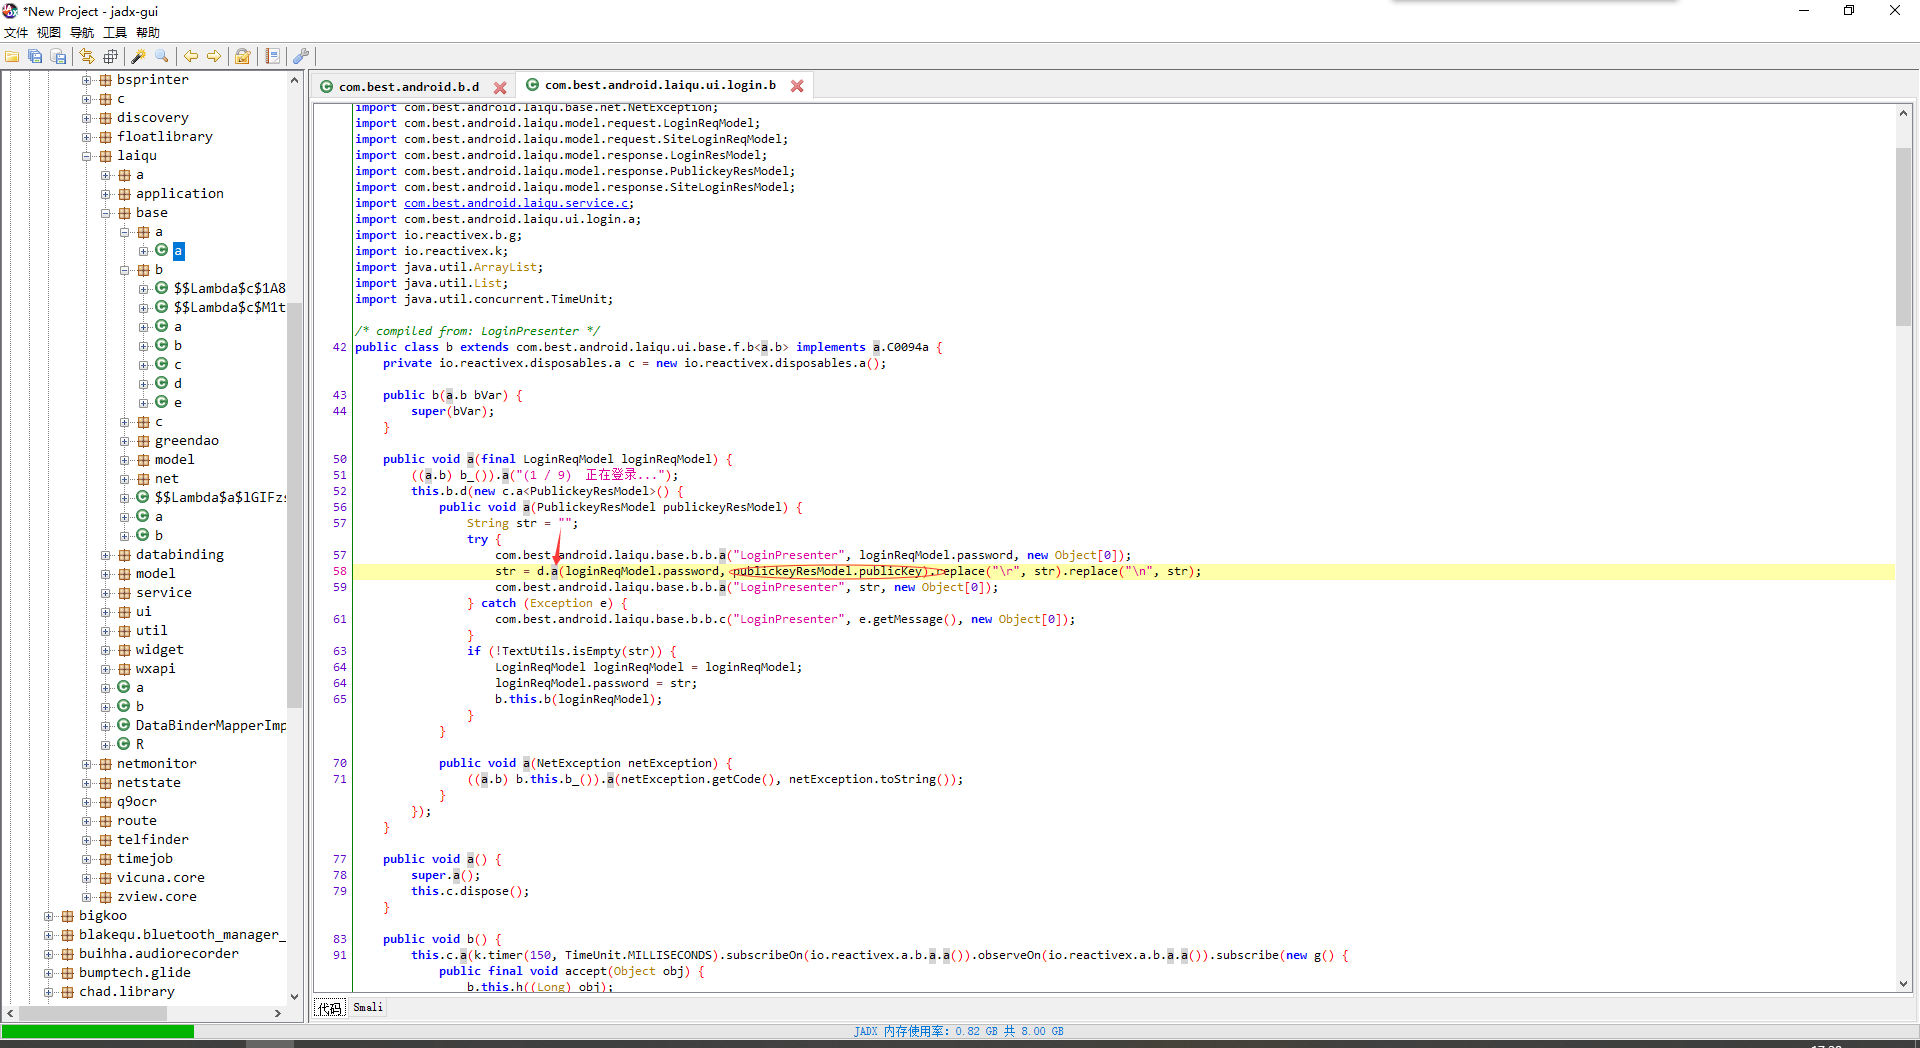 *New Project - jadx-gui
文件 视图 导航 工具 帮助
bsprinter
c
discovery
floatlibrary
laiqu
a
application
base
a
a
b
$$Lambda$c$1A8
$$Lambda$c$M1t
a
b
c
d
e
c
greendao
model
net
$$Lambda$a$lGIFzs
a
b
databinding
model
service
ui
util
widget
wxapi
a
b
DataBinderMapperImp
R
netmonitor
netstate
q9ocr
route
telfinder
timejob
vicuna.core
zview.core
bigkoo
blakequ.bluetooth_manager_
buihha.audiorecorder
bumptech.glide
chad.library
com.best.android.b.d com.best.android.laiqu.ui.login.b
import com.best.android.laiqu.base.net.NetException;
import com.best.android.laiqu.model.request.LoginReqModel;
import com.best.android.laiqu.model.request.SiteLoginReqModel;
import com.best.android.laiqu.model.response.LoginResModel;
import com.best.android.laiqu.model.response.PublickeyResModel;
import com.best.android.laiqu.model.response.SiteLoginResModel;
import com.best.android.laiqu.service.c;
import com.best.android.laiqu.ui.login.a;
import io.reactivex.b.g;
import io.reactivex.k;
import java.util.ArrayList;
import java.util.List;
import java.util.concurrent.TimeUnit;
/* compiled from: LoginPresenter */
42 public class b extends com.best.android.laiqu.ui.base.f.b<a.b> implements a.C0094a {
private io.reactivex.disposables.a c = new io.reactivex.disposables.a();
43 public b(a.b bVar) {
44 super(bVar);
}
50 public void a(final LoginReqModel loginReqModel) {
51 ((a.b) b_()).a("(1 / 9) 正在登录...");
52 this.b.d(new c.a<PublickeyResModel>() {
56 public void a(PublickeyResModel publickeyResModel) {
57 String str = "";
try {
57 com.best.android.laiqu.base.b.b.a("LoginPresenter", loginReqModel.password, new Object[0]);
58 str = d.a(loginReqModel.password, publickeyResModel.publicKey).replace("\r", str).replace("\n", str);
59 com.best.android.laiqu.base.b.b.a("LoginPresenter", str, new Object[0]);
} catch (Exception e) {
61 com.best.android.laiqu.base.b.b.c("LoginPresenter", e.getMessage(), new Object[0]);
}
63 if (!TextUtils.isEmpty(str)) {
64 LoginReqModel loginReqModel = loginReqModel;
64 loginReqModel.password = str;
65 b.this.b(loginReqModel);
}
}
70 public void a(NetException netException) {
71 ((a.b) b.this.b_()).a(netException.getCode(), netException.toString());
}
});
}
77 public void a() {
78 super.a();
79 this.c.dispose();
}
83 public void b() {
91 this.c.a(k.timer(150, TimeUnit.MILLISECONDS).subscribeOn(io.reactivex.a.b.a.a()).observeOn(io.reactivex.a.b.a.a()).subscribe(new g() {
public final void accept(Object obj) {
b.this.h((Long) obj);
代码 Smali
JADX 内存使用率: 0.82 GB 共 8.00 GB